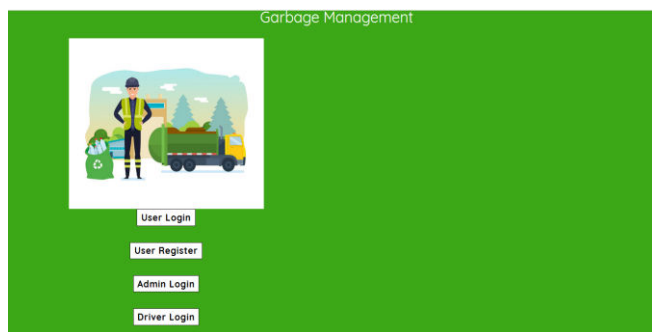 Garbage Management
User Login
User Register
Admin Login
Driver Login